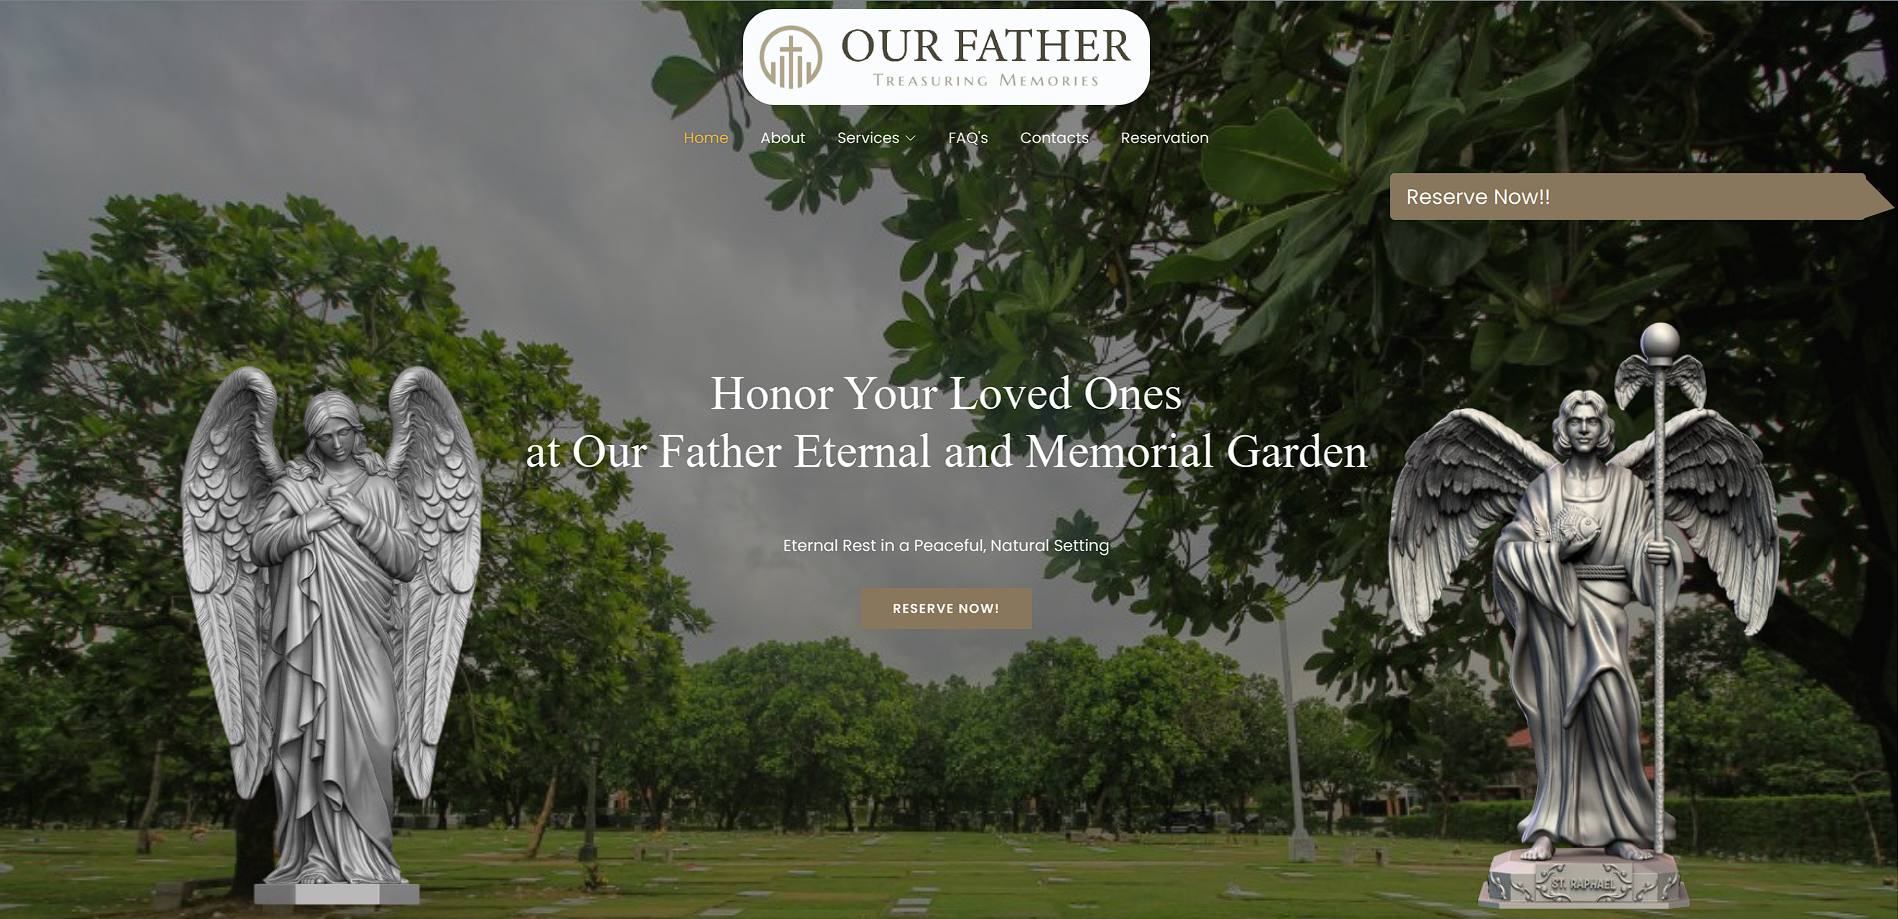 OUR FATHER
TREASURING MEMORIES
Home About Services FAQ's Contacts Reservation
Reserve Now!!
Honor Your Loved Ones
at Our Father Eternal and Memorial Garden
Eternal Rest in a Peaceful, Natural Setting
RESERVE NOW!
ST. RAPHAEL